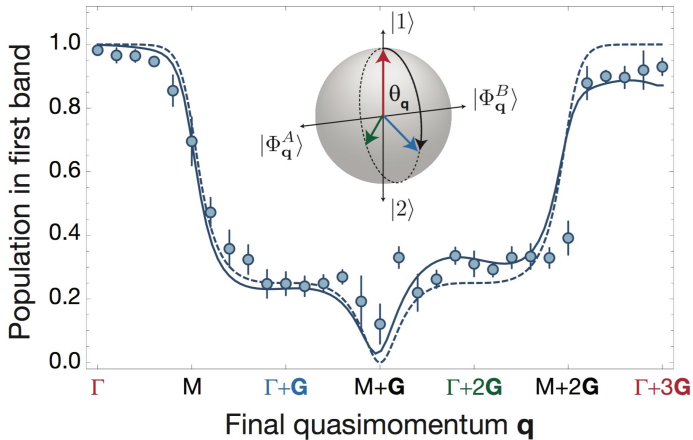 Population in first band
1.0
0.8
0.6
0.4
0.2
0.0
|1⟩
θ_q
|Φ_q^B⟩
|Φ_q^A⟩
|2⟩
Γ M Γ+G M+G Γ+2G M+2G Γ+3G
Final quasimomentum q